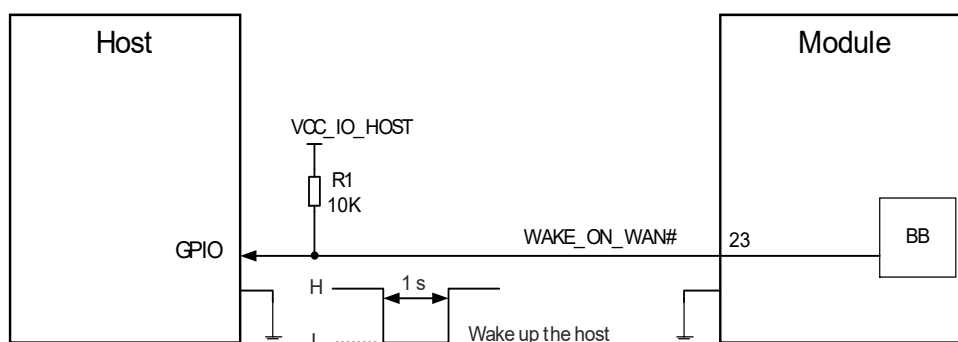 Host
Module
VCC_IO_HOST
R1
10K
GPIO
WAKE_ON_WAN#
23
BB
H
1 s
L
Wake up the host